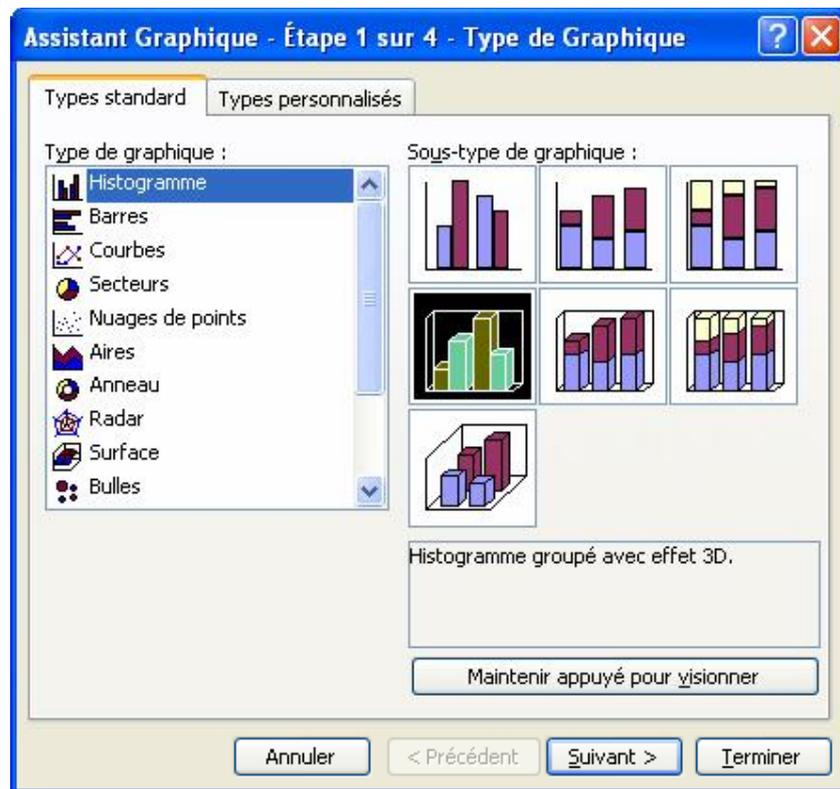 Assistant Graphique - Étape 1 sur 4 - Type de Graphique
Types standard
Types personnalisés
Type de graphique :
Histogramme
Barres
Courbes
Secteurs
Nuages de points
Aires
Anneau
Radar
Surface
Bulles
Sous-type de graphique :
Histogramme groupé avec effet 3D.
Maintenir appuyé pour visionner
Annuler
< Précédent
Suivant >
Terminer